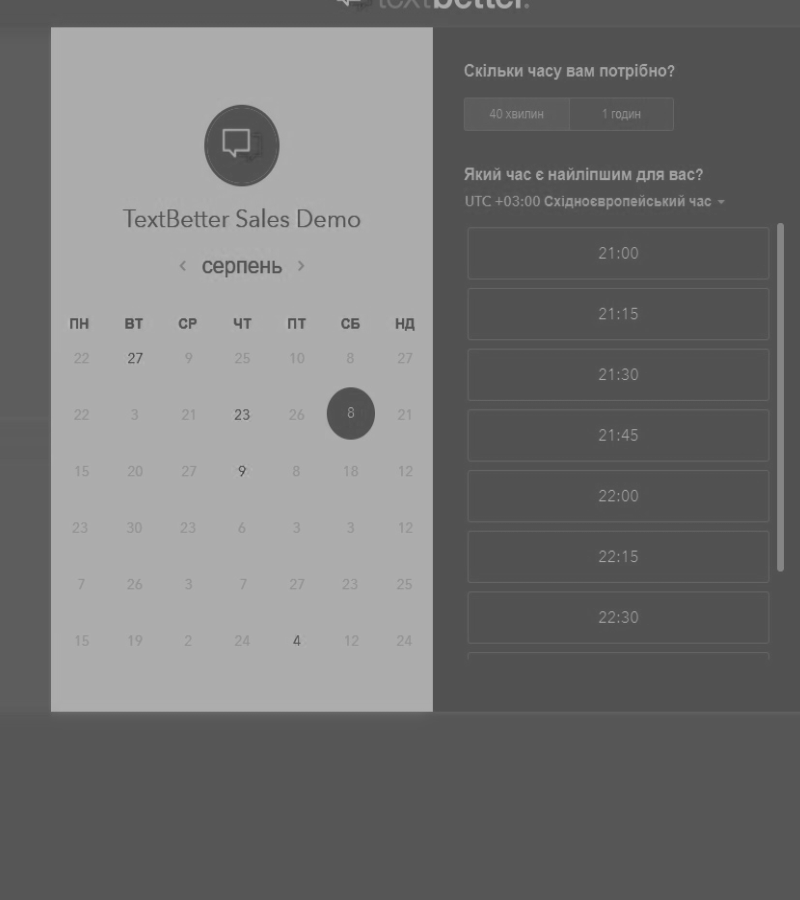 textbetter.
TextBetter Sales Demo
‹ серпень ›
ПН ВТ СР ЧТ ПТ СБ НД
22 27 9 25 10 8 27
22 3 21 23 26 8 21
15 20 27 9 8 18 12
23 30 23 6 3 3 12
7 26 3 7 27 23 25
15 19 2 24 4 12 24
Скільки часу вам потрібно?
40 хвилин 1 годин
Який час є найліпшим для вас?
UTC +03:00 Східноєвропейський час
21:00
21:15
21:30
21:45
22:00
22:15
22:30